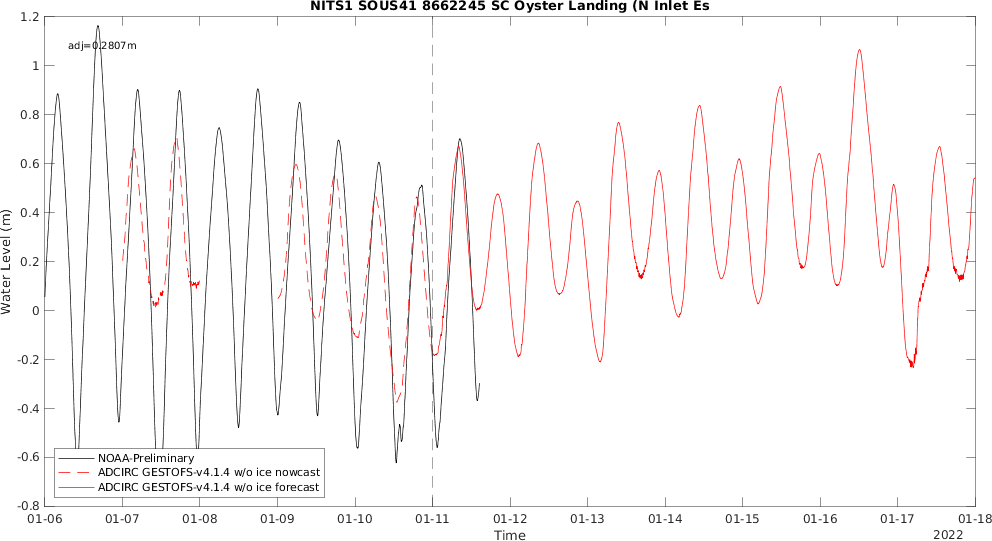 NITS1 SOUS41 8662245 SC Oyster Landing (N Inlet Es
adj=0.2807m
Water Level (m)
1.2
1
0.8
0.6
0.4
0.2
0
-0.2
-0.4
-0.6
-0.8
NOAA-Preliminary
ADCIRC GESTOFS-v4.1.4 w/o ice nowcast
ADCIRC GESTOFS-v4.1.4 w/o ice forecast
01-06 01-07 01-08 01-09 01-10 01-11 01-12 01-13 01-14 01-15 01-16 01-17 01-18
Time
2022